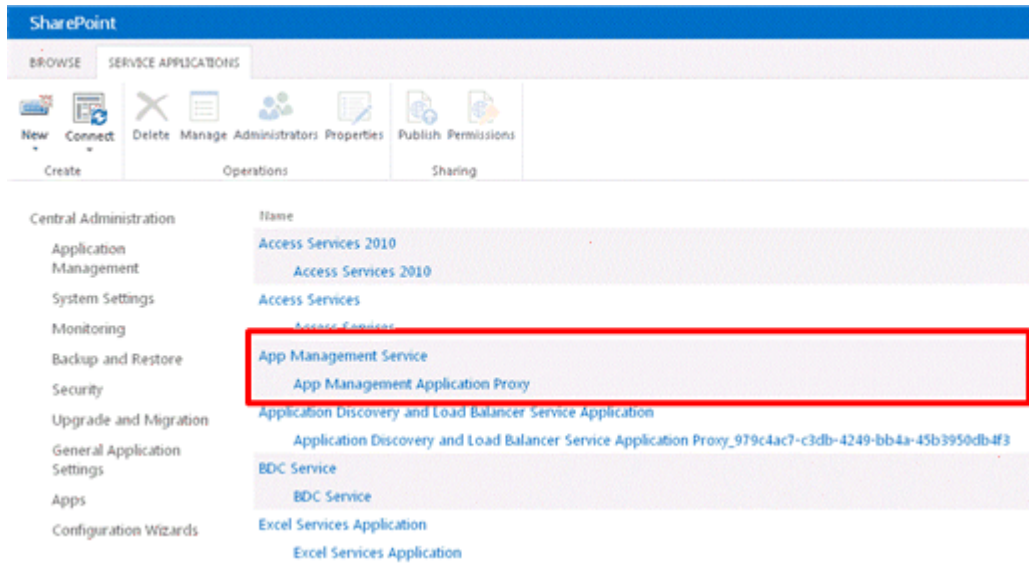 SharePoint
BROWSE SERVICE APPLICATIONS
New Connect Delete Manage Administrators Properties Publish Permissions
Create Operations Sharing
Central Administration
Application
Management
System Settings
Monitoring
Backup and Restore
Security
Upgrade and Migration
General Application
Settings
Apps
Configuration Wizards
Name
Access Services 2010
Access Services 2010
Access Services
Access Services
App Management Service
App Management Application Proxy
Application Discovery and Load Balancer Service Application
Application Discovery and Load Balancer Service Application Proxy_979c4ac7-c3db-4249-bb4a-45b3950db4f3
BDC Service
BDC Service
Excel Services Application
Excel Services Application